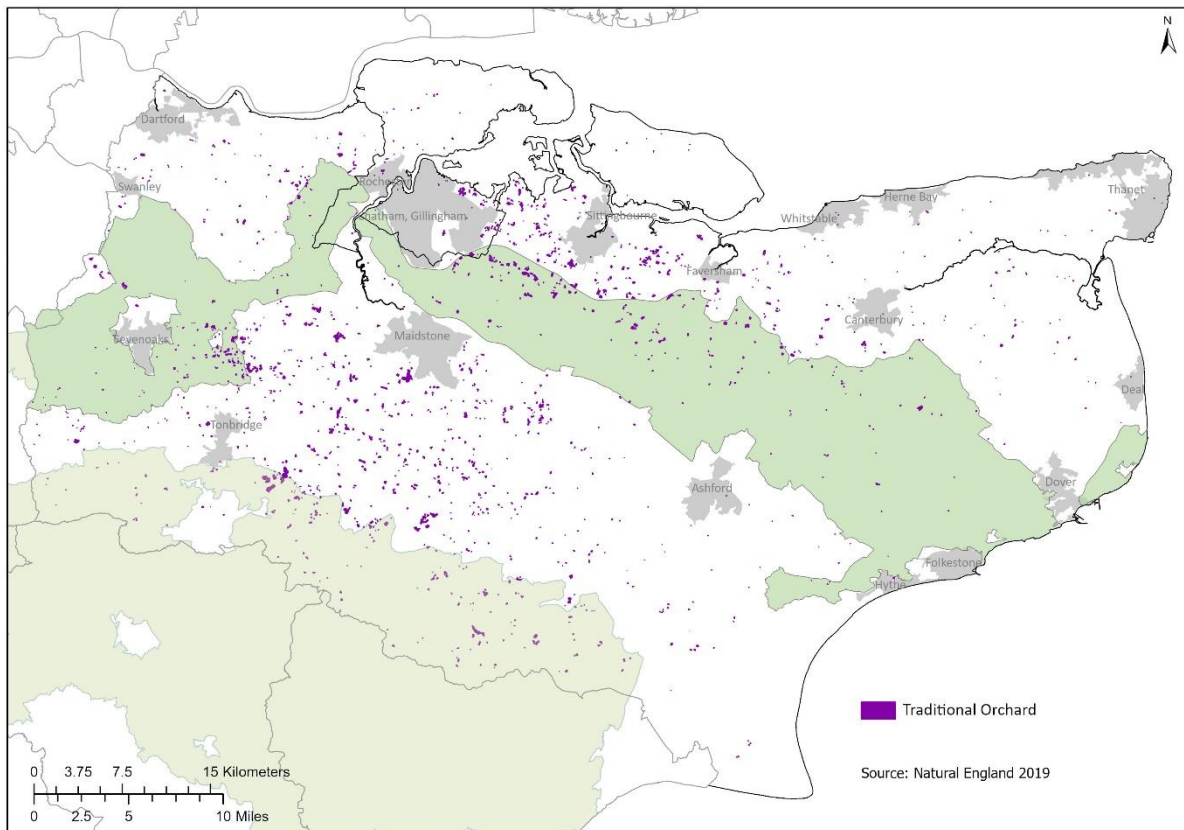 N
Dartford
Swanley
Rochester
Chatham, Gillingham
Sittingbourne
Whitstable
Herne Bay
Thanet
Faversham
Canterbury
Sevenoaks
Maidstone
Deal
Tonbridge
Ashford
Dover
Folkestone
Hythe
Traditional Orchard
Source: Natural England 2019
0 3.75 7.5 15 Kilometers
0 2.5 5 10 Miles